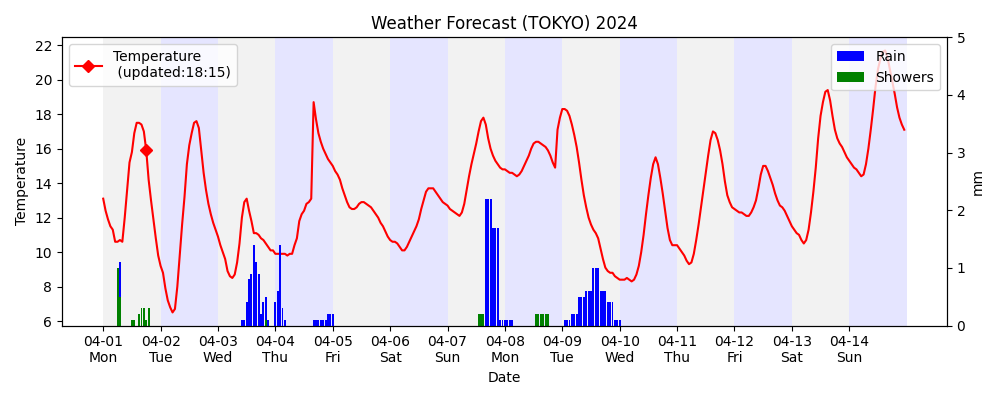 Weather Forecast (TOKYO) 2024
Temperature
(updated:18:15)
Rain
Showers
22
20
18
16
14
12
10
8
6
Temperature
5
4
3
2
1
0
mm
04-01 04-02 04-03 04-04 04-05 04-06 04-07 04-08 04-09 04-10 04-11 04-12 04-13 04-14
Mon Tue Wed Thu Fri Sat Sun Mon Tue Wed Thu Fri Sat Sun
Date